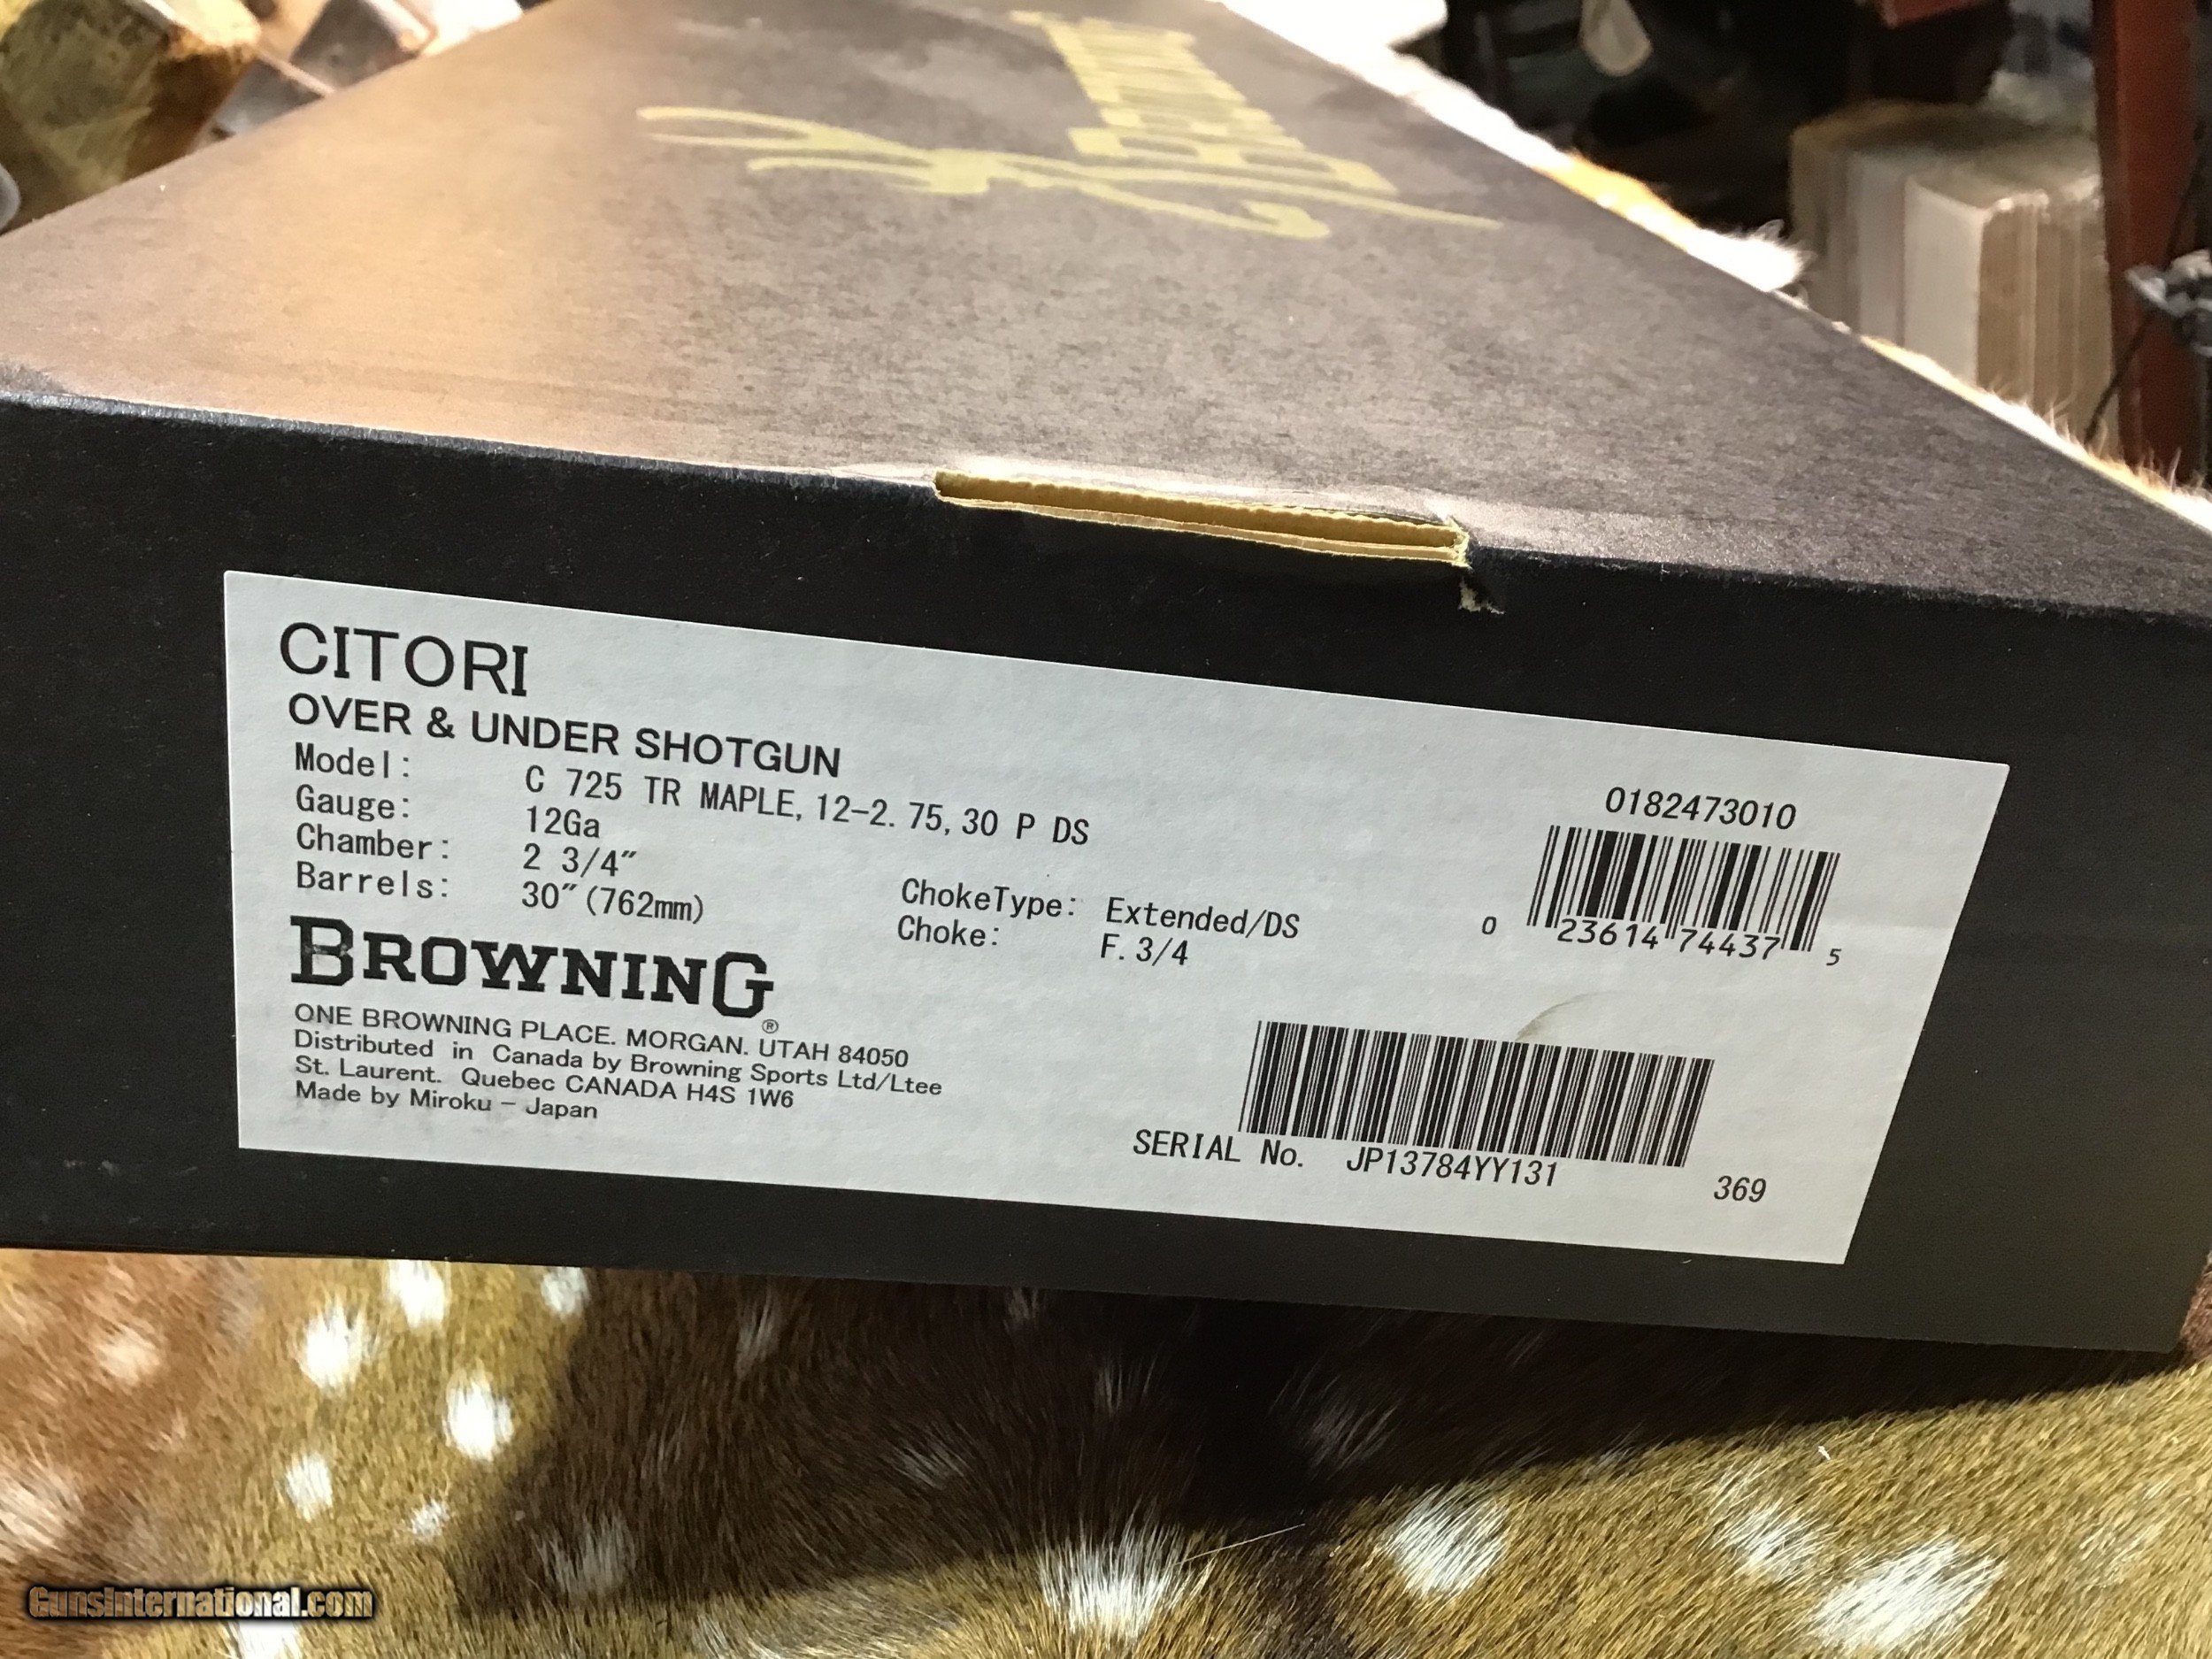 CITORI
OVER & UNDER SHOTGUN
Model: C 725 TR MAPLE, 12-2. 75, 30 P DS
Gauge: 12Ga
Chamber: 2 3/4"
Barrels: 30" (762mm)
ChokeType: Extended/DS
Choke: F. 3/4
BROWNING®
ONE BROWNING PLACE. MORGAN. UTAH 84050
Distributed in Canada by Browning Sports Ltd/Ltee
St. Laurent. Quebec CANADA H4S 1W6
Made by Miroku - Japan
0182473010
0 23614 74437 5
SERIAL No. JP13784YY131
369
GunsInternational.com